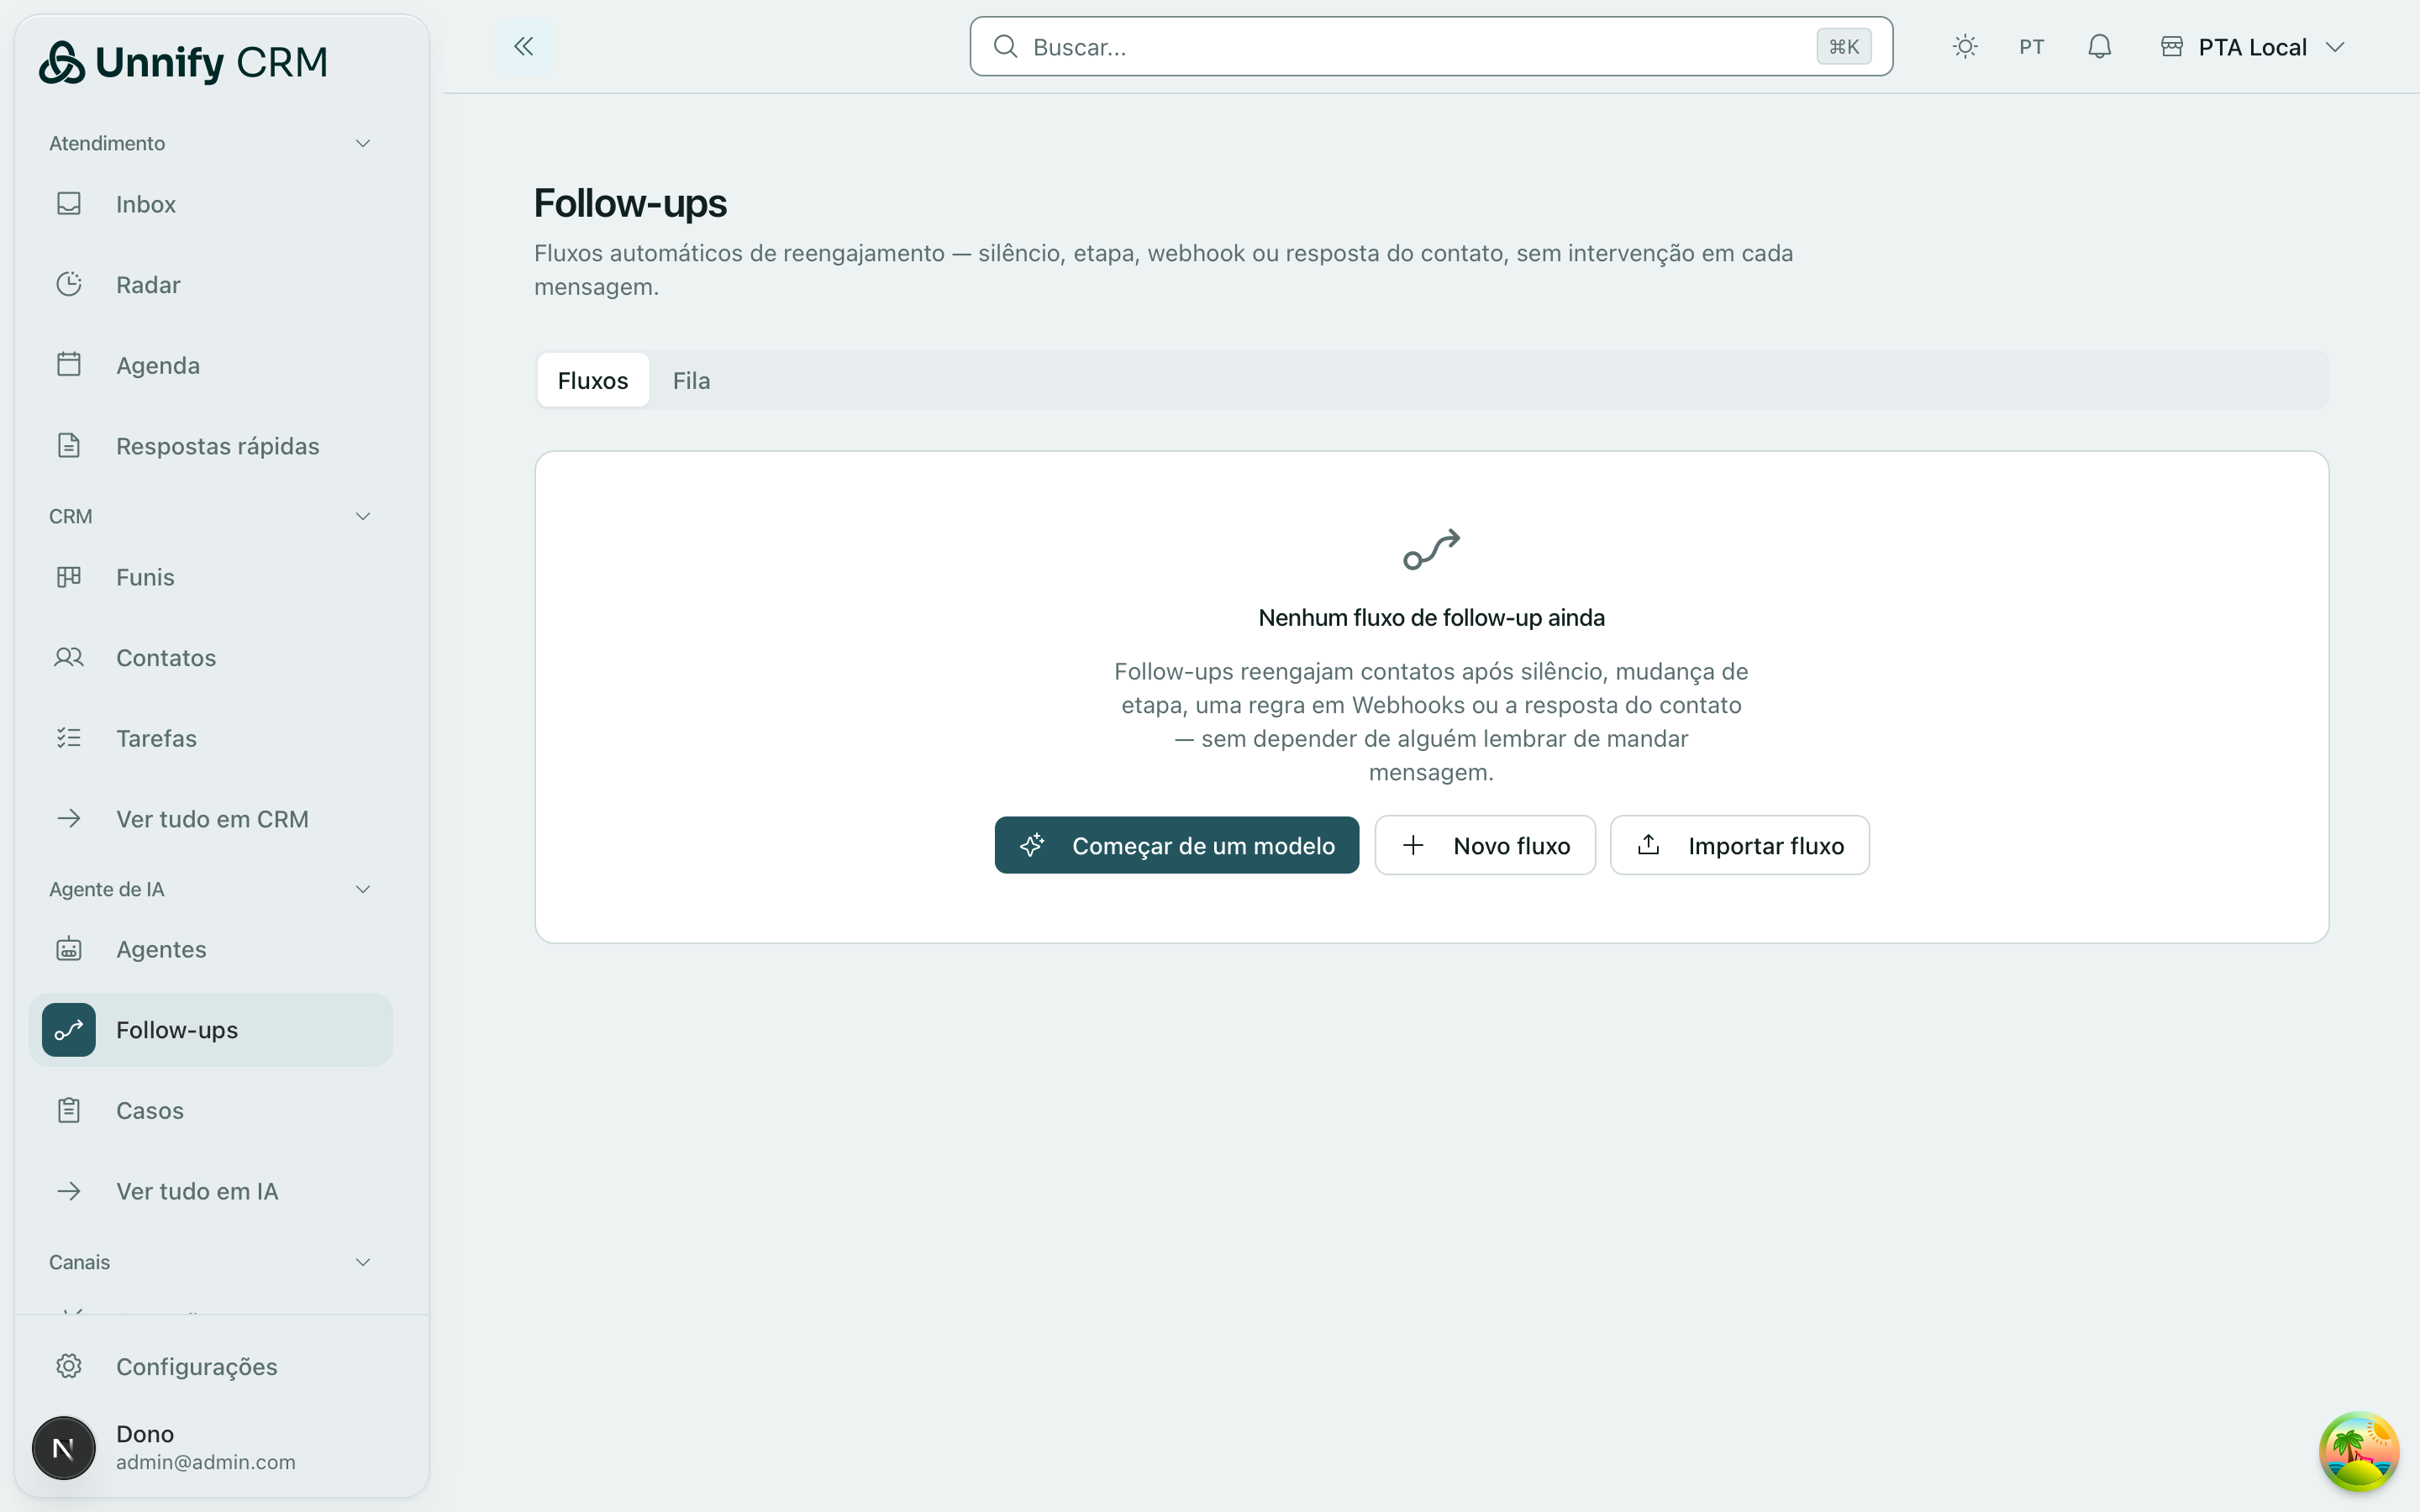 Unnify CRM
Atendimento
Inbox
Radar
Agenda
Respostas rápidas
CRM
Funis
Contatos
Tarefas
Ver tudo em CRM
Agente de IA
Agentes
Follow-ups
Casos
Ver tudo em IA
Canais
Configurações
N
Dono
admin@admin.com
Buscar...
⌘K
PT
PTA Local
Follow-ups
Fluxos automáticos de reengajamento — silêncio, etapa, webhook ou resposta do contato, sem intervenção em cada
mensagem.
Fluxos
Fila
Nenhum fluxo de follow-up ainda
Follow-ups reengajam contatos após silêncio, mudança de
etapa, uma regra em Webhooks ou a resposta do contato
— sem depender de alguém lembrar de mandar
mensagem.
Começar de um modelo
Novo fluxo
Importar fluxo